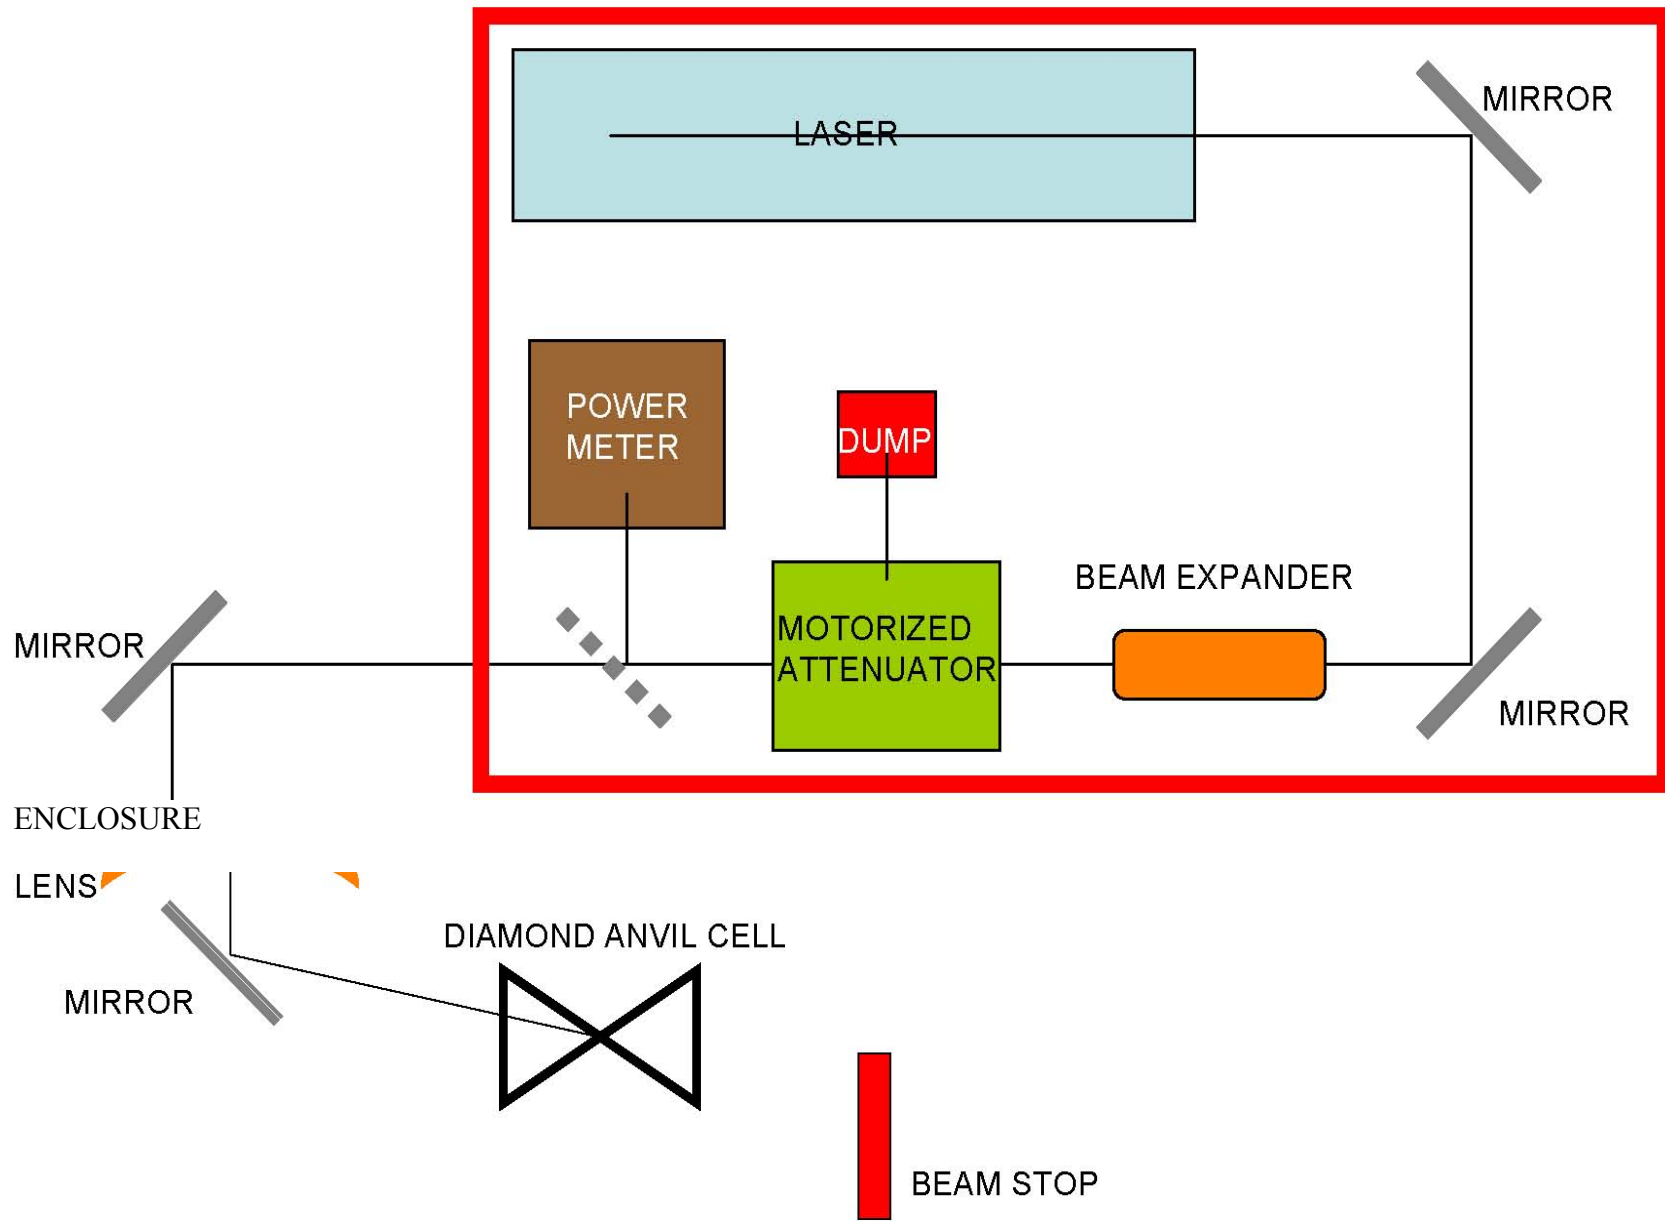 LASER
MIRROR
POWER
METER
DUMP
BEAM EXPANDER
MOTORIZED
ATTENUATOR
MIRROR
MIRROR
ENCLOSURE
LENS
DIAMOND ANVIL CELL
MIRROR
BEAM STOP